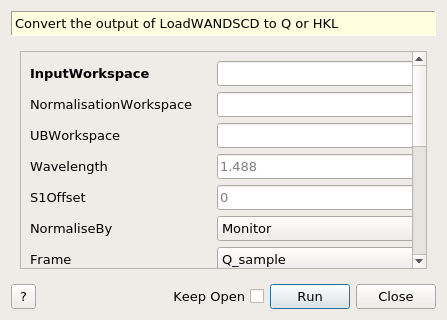 Convert the output of LoadWANDSCD to Q or HKL
InputWorkspace
NormalisationWorkspace
UBWorkspace
Wavelength 1.488
S1Offset 0
NormaliseBy Monitor
Frame Q_sample
? Keep Open Run Close